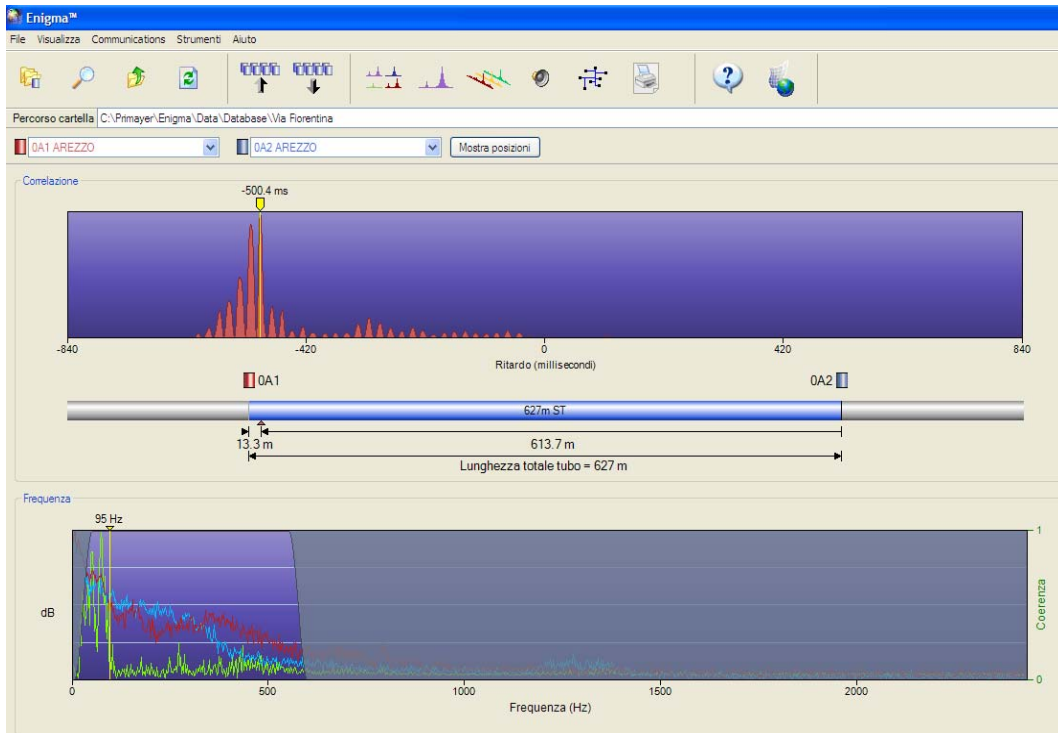 Enigma™
File Visualizza Communications Strumenti Aiuto
Percorso cartella C:\Primayer\Enigma\Data\Database\Via Fiorentina
0A1 AREZZO 0A2 AREZZO Mostra posizioni
Correlazione
-500.4 ms
-840 -420 0 420 840
Ritardo (millisecondi)
0A1 0A2
627m ST
13.3 m 613.7 m
Lunghezza totale tubo = 627 m
Frequenza
95 Hz
1
dB
Coerenza
0
0 500 1000 1500 2000
Frequenza (Hz)